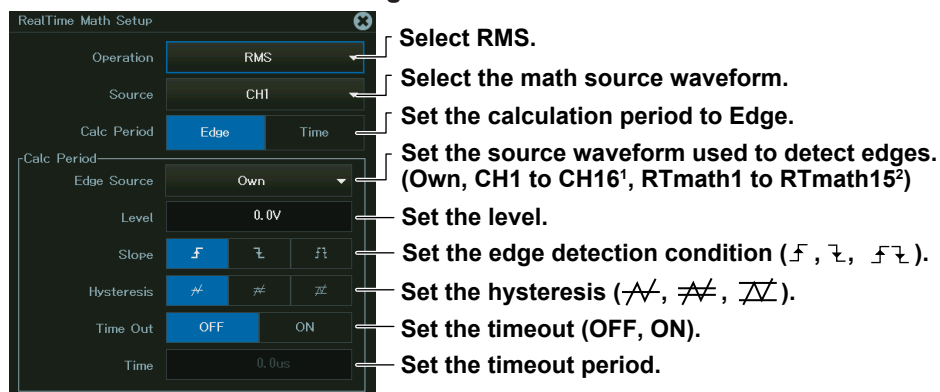 RealTime Math Setup
Operation RMS Select RMS.
Source CH1 Select the math source waveform.
Calc Period Edge Time Set the calculation period to Edge.
Calc Period
Edge Source Own Set the source waveform used to detect edges.
(Own, CH1 to CH16¹, RTmath1 to RTmath15²)
Level 0.0V Set the level.
Slope Set the edge detection condition ( , , ).
Hysteresis Set the hysteresis ( , , ).
Time Out OFF ON Set the timeout (OFF, ON).
Time 0.0us Set the timeout period.